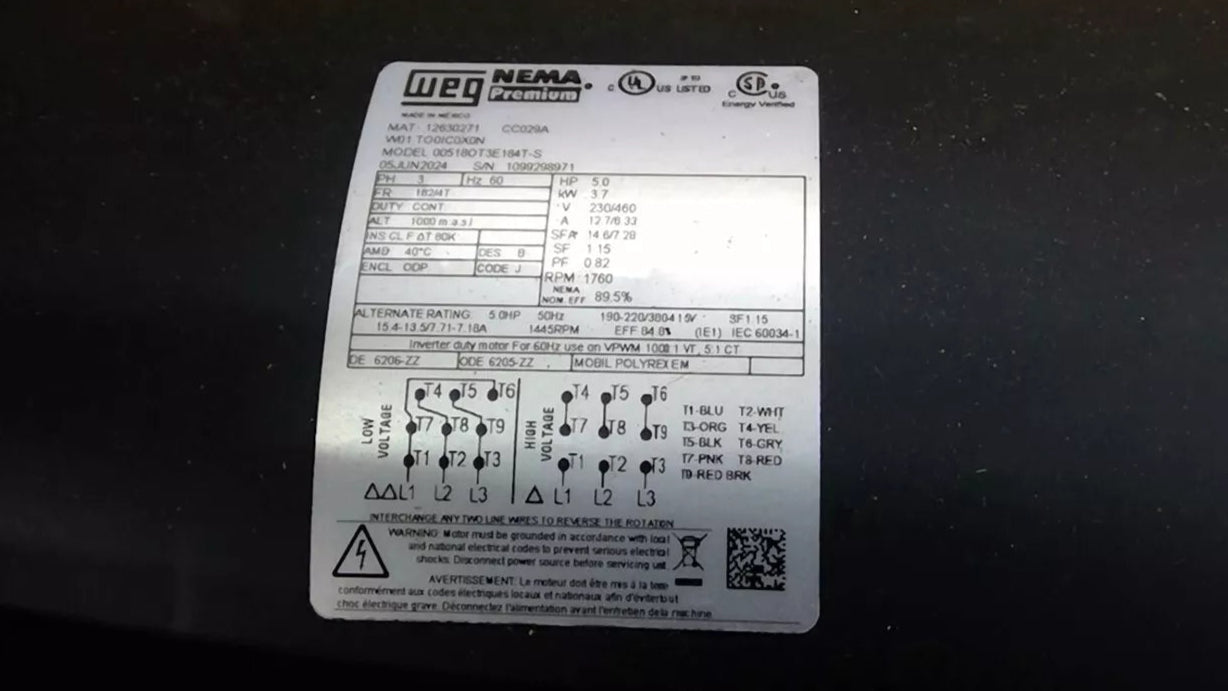 WEG NEMA Premium
c UL US LISTED
c SP US
Energy Verified
MADE IN MEXICO
MAT: 12630271 CC029A
W01 TO0IC0X0N
MODEL 00518OT3E184T-S
05JUN2024 S/N 1099298971
PH 3 Hz 60
FR 182/4T
DUTY CONT.
ALT 1000 m.a.s.l
INS CL F ΔT 80K
AMB 40°C DES B
ENCL ODP CODE J
HP 5.0
kW 3.7
V 230/460
A 12.7/6.33
SFA 14.6/7.28
SF 1.15
PF 0.82
RPM 1760
NEMA
NOM. EFF 89.5%
ALTERNATE RATING: 5.0HP 50Hz 190-220/380-415V SF1.15
15.4-13.5/7.71-7.18A 1445RPM EFF 84.8% (IE1) IEC 60034-1
Inverter duty motor For 60Hz use on VPWM 1000:1 VT, 5:1 CT
DE 6206-ZZ ODE 6205-ZZ MOBIL POLYREX EM
LOW VOLTAGE
T4 T5 T6
T7 T8 T9
T1 T2 T3
ΔΔ L1 L2 L3
HIGH VOLTAGE
T4 T5 T6
T7 T8 T9
T1 T2 T3
Δ L1 L2 L3
T1-BLU T2-WHT
T3-ORG T4-YEL
T5-BLK T6-GRY
T7-PNK T8-RED
T9-RED BRK
INTERCHANGE ANY TWO LINE WIRES TO REVERSE THE ROTATION
WARNING: Motor must be grounded in accordance with local
and national electrical codes to prevent serious electrical
shocks. Disconnect power source before servicing unit.
AVERTISSEMENT: Le moteur doit être mis à la terre
conformément aux codes électriques locaux et nationaux afin d'éviter tout
choc électrique grave. Déconnectez l'alimentation avant l'entretien de la machine.